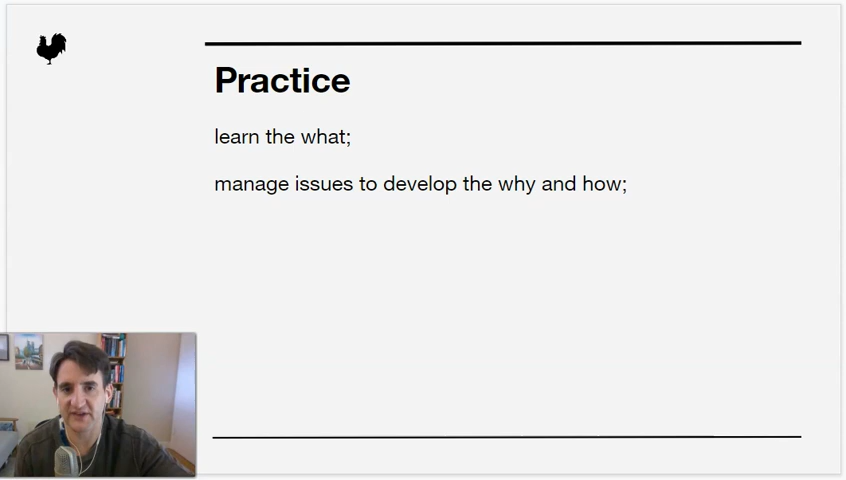 Practice
learn the what;
manage issues to develop the why and how;